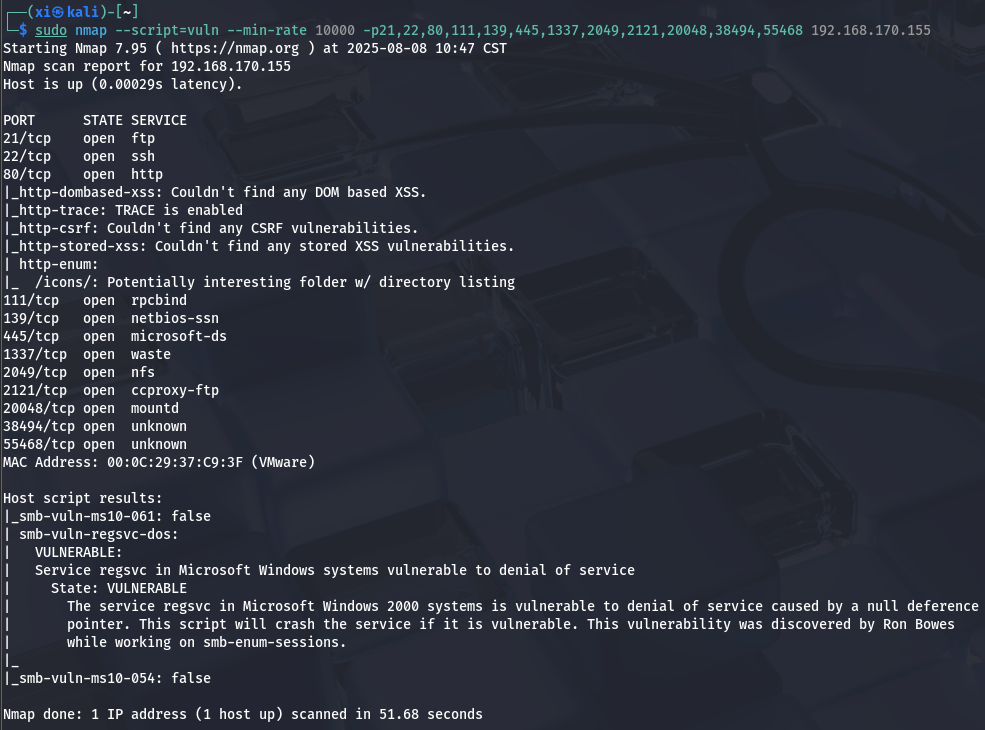 ┌──(xi㉿kali)-[~]
└─$ sudo nmap --script=vuln --min-rate 10000 -p21,22,80,111,139,445,1337,2049,2121,20048,38494,55468 192.168.170.155
Starting Nmap 7.95 ( https://nmap.org ) at 2025-08-08 10:47 CST
Nmap scan report for 192.168.170.155
Host is up (0.00029s latency).

PORT      STATE SERVICE
21/tcp    open  ftp
22/tcp    open  ssh
80/tcp    open  http
|_http-dombased-xss: Couldn't find any DOM based XSS.
|_http-trace: TRACE is enabled
|_http-csrf: Couldn't find any CSRF vulnerabilities.
|_http-stored-xss: Couldn't find any stored XSS vulnerabilities.
| http-enum:
|_  /icons/: Potentially interesting folder w/ directory listing
111/tcp   open  rpcbind
139/tcp   open  netbios-ssn
445/tcp   open  microsoft-ds
1337/tcp  open  waste
2049/tcp  open  nfs
2121/tcp  open  ccproxy-ftp
20048/tcp open  mountd
38494/tcp open  unknown
55468/tcp open  unknown
MAC Address: 00:0C:29:37:C9:3F (VMware)

Host script results:
|_smb-vuln-ms10-061: false
| smb-vuln-regsvc-dos:
|   VULNERABLE:
|   Service regsvc in Microsoft Windows systems vulnerable to denial of service
|     State: VULNERABLE
|       The service regsvc in Microsoft Windows 2000 systems is vulnerable to denial of service caused by a null deference
|       pointer. This script will crash the service if it is vulnerable. This vulnerability was discovered by Ron Bowes
|       while working on smb-enum-sessions.
|_
|_smb-vuln-ms10-054: false

Nmap done: 1 IP address (1 host up) scanned in 51.68 seconds